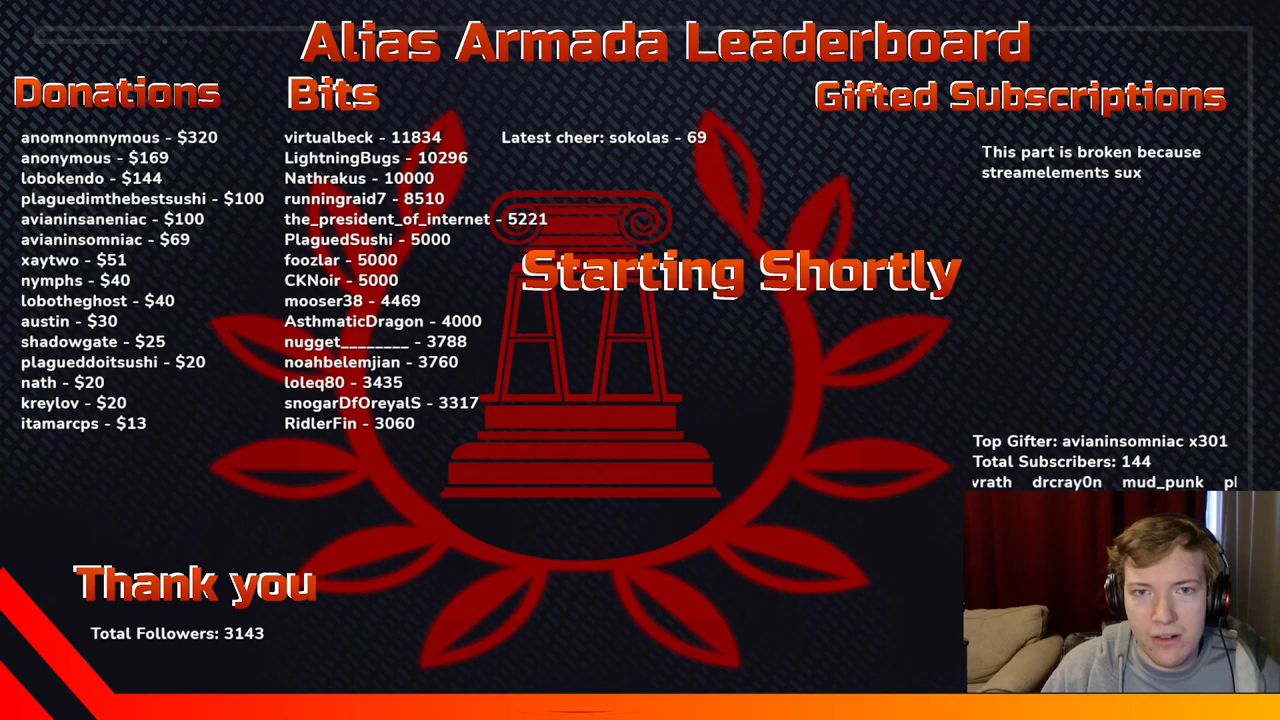 Alias Armada Leaderboard
Donations
anomnomnymous - $320
anonymous - $169
lobokendo - $144
plaguedimthebestsushi - $100
avianinsaneniac - $100
avianinsomniac - $69
xaytwo - $51
nymphs - $40
lobotheghost - $40
austin - $30
shadowgate - $25
plagueddoitsushi - $20
nath - $20
kreylov - $20
itamarcps - $13
Bits
virtualbeck - 11834
LightningBugs - 10296
Nathrakus - 10000
runningraid7 - 8510
the_president_of_internet - 5221
PlaguedSushi - 5000
foozlar - 5000
CKNoir - 5000
mooser38 - 4469
AsthmaticDragon - 4000
nugget________ - 3788
noahbelemjian - 3760
loleq80 - 3435
snogarDfOreyalS - 3317
RidlerFin - 3060
Latest cheer: sokolas - 69
Starting Shortly
Gifted Subscriptions
This part is broken because
streamelements sux
Top Gifter: avianinsomniac x301
Total Subscribers: 144
drcray0n mud_punk
Thank you
Total Followers: 3143